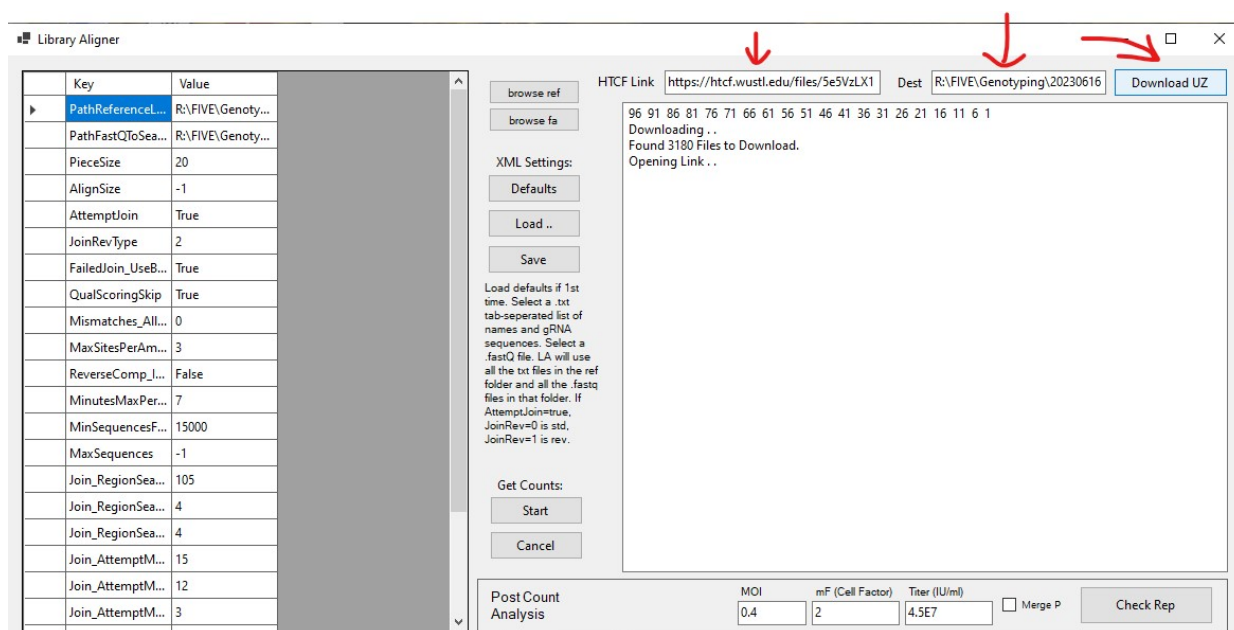 Library Aligner
Key Value
PathReferenceL... R:\FIVE\Genoty...
PathFastQToSea... R:\FIVE\Genoty...
PieceSize 20
AlignSize -1
AttemptJoin True
JoinRevType 2
FailedJoin_UseB... True
QualScoringSkip True
Mismatches_All... 0
MaxSitesPerAm... 3
ReverseComp_I... False
MinutesMaxPer... 7
MinSequencesF... 15000
MaxSequences -1
Join_RegionSea... 105
Join_RegionSea... 4
Join_RegionSea... 4
Join_AttemptM... 15
Join_AttemptM... 12
Join_AttemptM... 3
browse ref
browse fa
XML Settings:
Defaults
Load ..
Save
Load defaults if 1st
time. Select a .txt
tab-seperated list of
names and gRNA
sequences. Select a
.fastQ file. LA will use
all the txt files in the ref
folder and all the .fastq
files in that folder. If
AttemptJoin=true,
JoinRev=0 is std,
JoinRev=1 is rev.
Get Counts:
Start
Cancel
HTCF Link https://htcf.wustl.edu/files/5e5VzLX1 Dest R:\FIVE\Genotyping\20230616 Download UZ
96 91 86 81 76 71 66 61 56 51 46 41 36 31 26 21 16 11 6 1
Downloading . .
Found 3180 Files to Download.
Opening Link . .
Post Count
Analysis
MOI mF (Cell Factor) Titer (IU/ml)
0.4 2 4.5E7 Merge P Check Rep